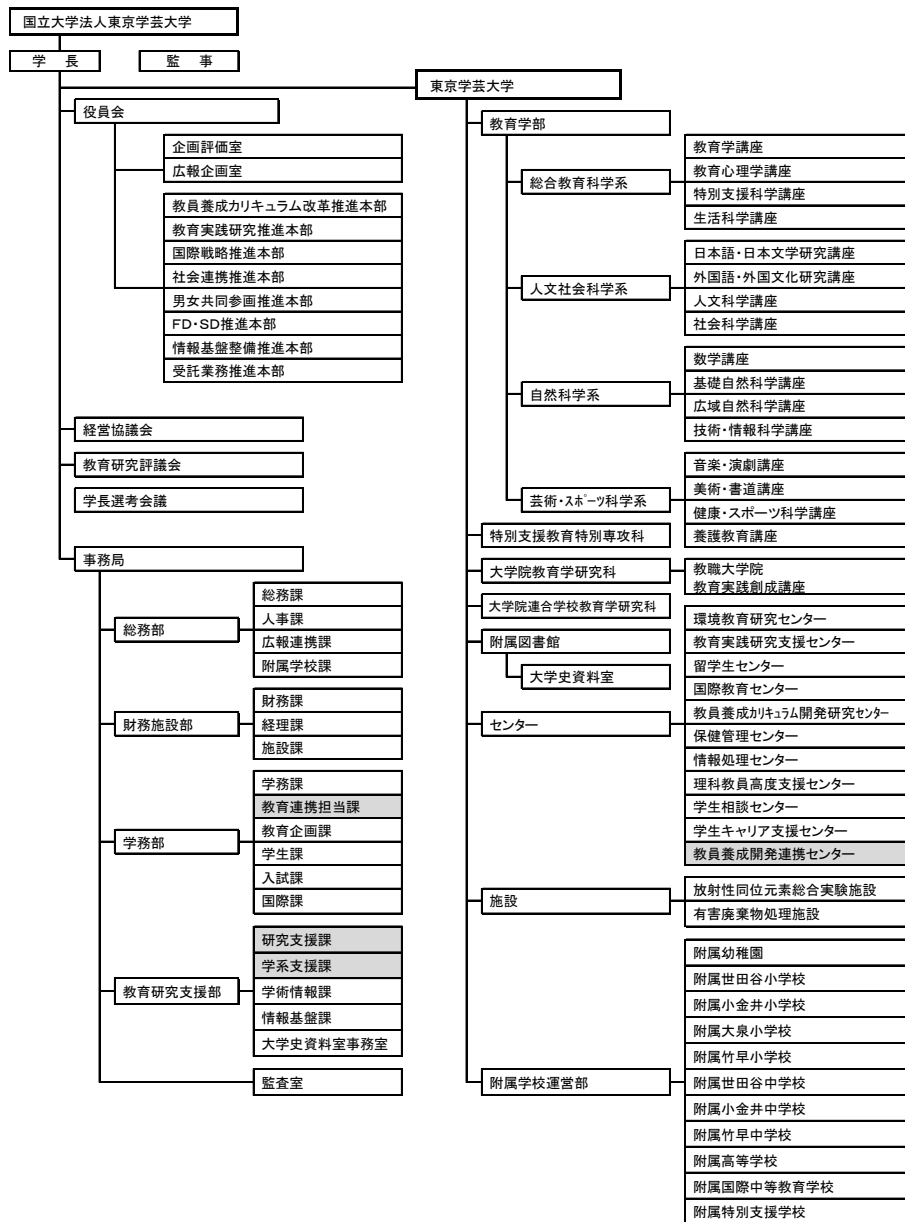 国立大学法人東京学芸大学
学　長
監　事
役員会
企画評価室
広報企画室
教員養成カリキュラム改革推進本部
教育実践研究推進本部
国際戦略推進本部
社会連携推進本部
男女共同参画推進本部
FD・SD推進本部
情報基盤整備推進本部
受託業務推進本部
経営協議会
教育研究評議会
学長選考会議
事務局
総務部
総務課
人事課
広報連携課
附属学校課
財務施設部
財務課
経理課
施設課
学務部
学務課
教育連携担当課
教育企画課
学生課
入試課
国際課
教育研究支援部
研究支援課
学系支援課
学術情報課
情報基盤課
大学史資料室事務室
監査室
東京学芸大学
教育学部
総合教育科学系
教育学講座
教育心理学講座
特別支援科学講座
生活科学講座
人文社会科学系
日本語・日本文学研究講座
外国語・外国文化研究講座
人文科学講座
社会科学講座
自然科学系
数学講座
基礎自然科学講座
広域自然科学講座
技術・情報科学講座
芸術・スポーツ科学系
音楽・演劇講座
美術・書道講座
健康・スポーツ科学講座
養護教育講座
特別支援教育特別専攻科
大学院教育学研究科
教職大学院
教育実践創成講座
大学院連合学校教育学研究科
附属図書館
大学史資料室
センター
環境教育研究センター
教育実践研究支援センター
留学生センター
国際教育センター
教員養成カリキュラム開発研究センター
保健管理センター
情報処理センター
理科教員高度支援センター
学生相談センター
学生キャリア支援センター
教員養成開発連携センター
施設
放射性同位元素総合実験施設
有害廃棄物処理施設
附属学校運営部
附属幼稚園
附属世田谷小学校
附属小金井小学校
附属大泉小学校
附属竹早小学校
附属世田谷中学校
附属小金井中学校
附属竹早中学校
附属高等学校
附属国際中等教育学校
附属特別支援学校